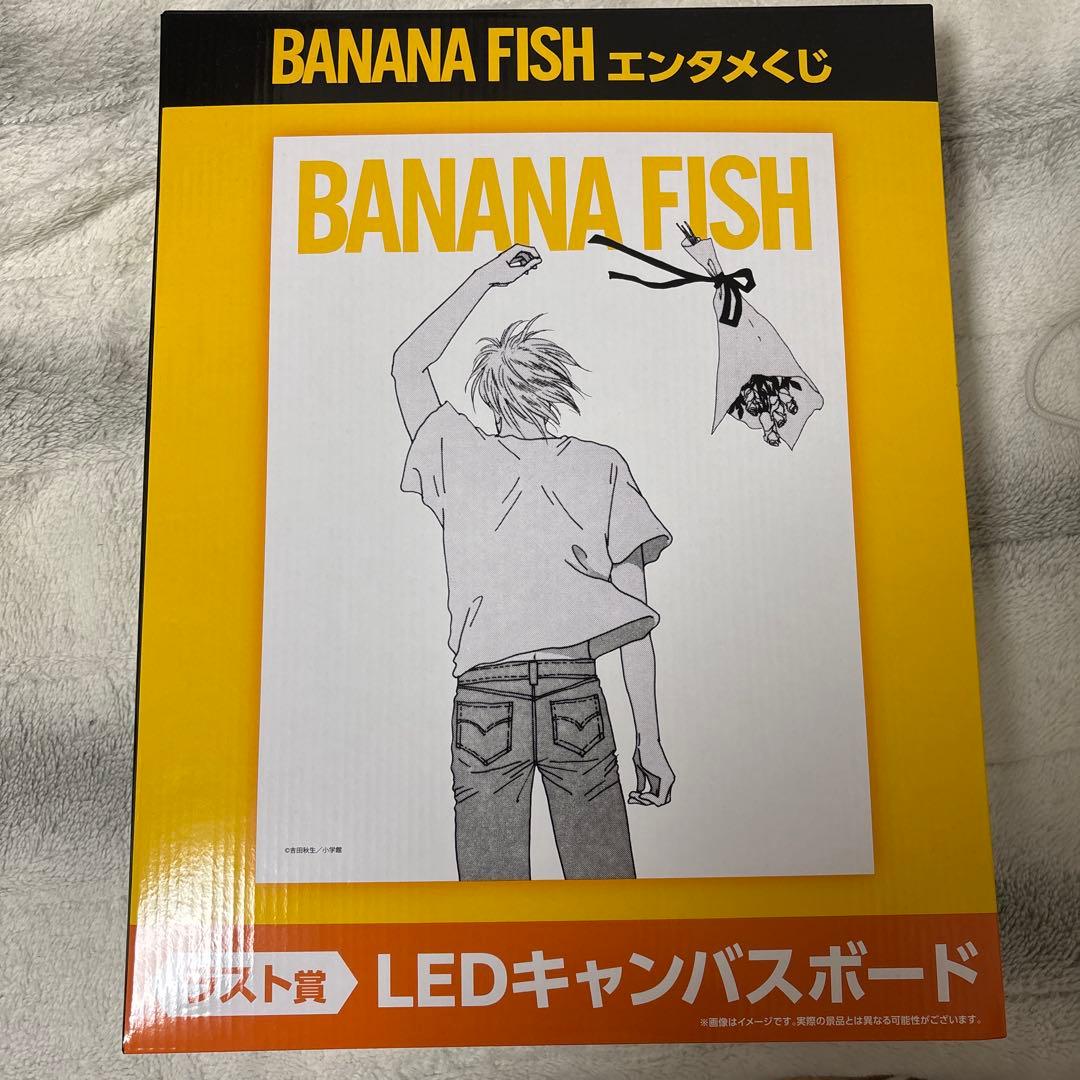 BANANA FISH エンタメくじ
BANANA FISH
©吉田秋生／小学館
ラスト賞 LEDキャンバスボード
※画像はイメージです。実際の景品とは異なる可能性がございます。